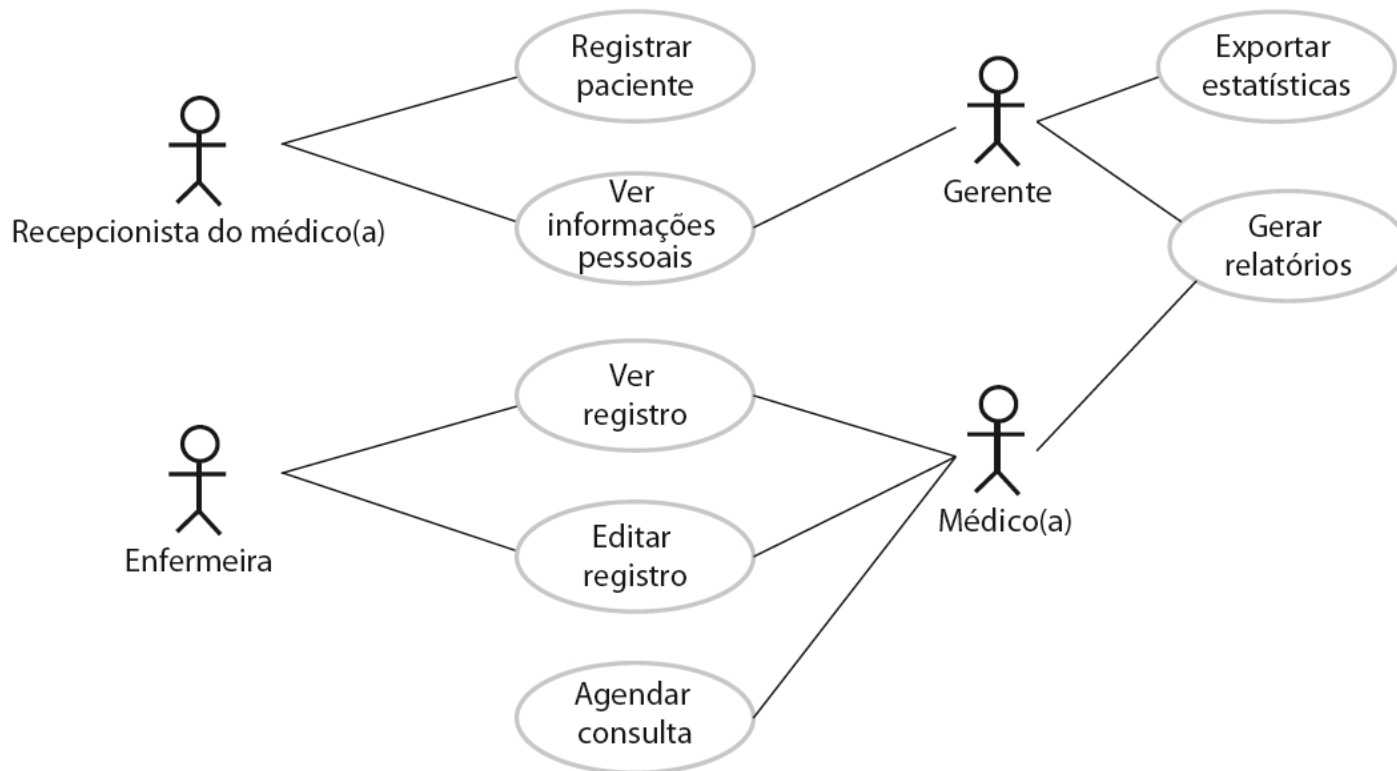 Registrar
paciente
Exportar
estatísticas
Recepcionista do médico(a)
Ver
informações
pessoais
Gerente
Gerar
relatórios
Ver
registro
Enfermeira
Editar
registro
Médico(a)
Agendar
consulta